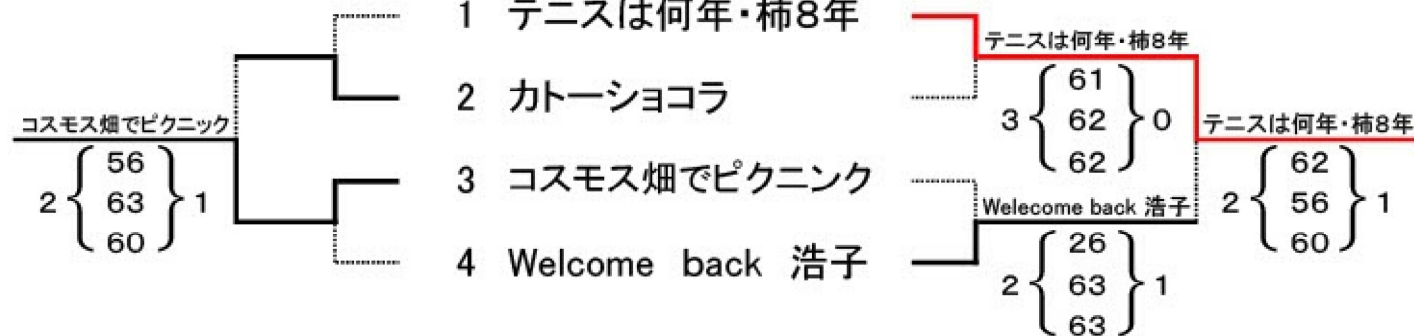 1 テニスは何年・柿8年
2 カトーショコラ
3 コスモス畑でピクニンク
4 Welcome back 浩子
コスモス畑でピクニック
2 { 56 63 60 } 1
テニスは何年・柿8年
3 { 61 62 62 } 0
Welecome back 浩子
2 { 26 63 63 } 1
テニスは何年・柿8年
2 { 62 56 60 } 1